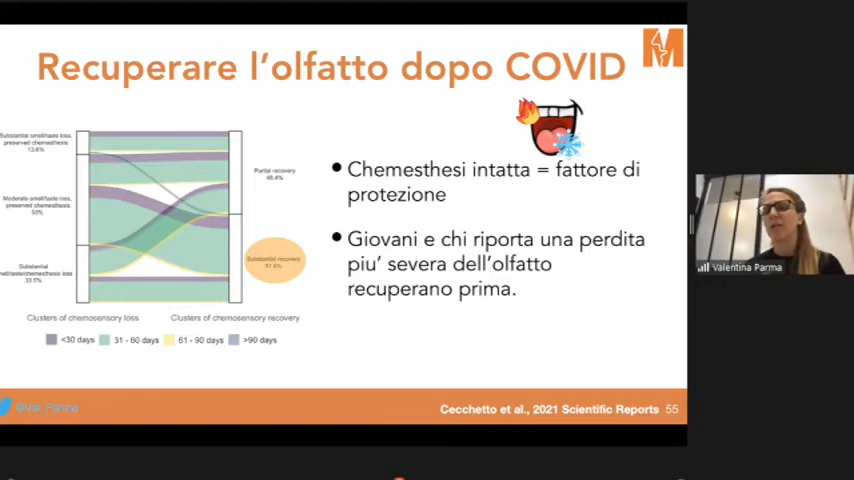 Recuperare l'olfatto dopo COVID
Substantial smell/taste loss,
preserved chemesthesis
13.6%
Moderate smell/taste loss,
preserved chemesthesis
53%
Substantial
smell/taste/chemesthesis loss
33.5%
Partial recovery
48.4%
Substantial recovery
51.6%
Clusters of chemosensory loss
Clusters of chemosensory recovery
<30 days
31 - 60 days
61 - 90 days
>90 days
• Chemesthesi intatta = fattore di
protezione
• Giovani e chi riporta una perdita
piu' severa dell'olfatto
recuperano prima.
@Val_Parma
Cecchetto et al., 2021 Scientific Reports 55
Valentina Parma